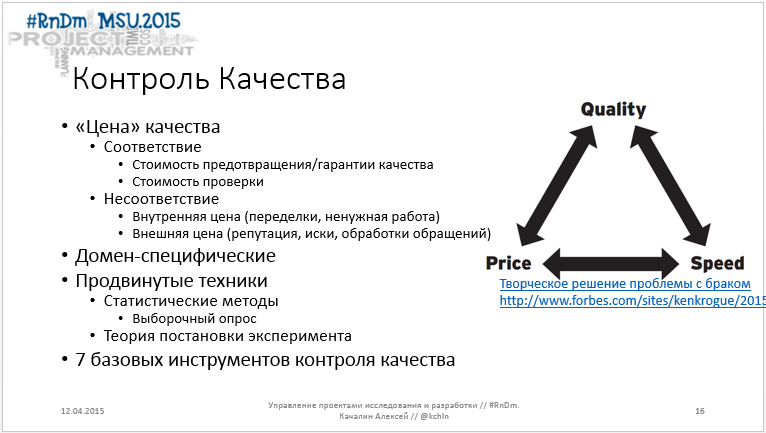 #RnDm MSU.2015
PROJECT
TIME
COST
PLANNING
MANAGEMENT
Контроль Качества
• «Цена» качества
• Соответствие
• Стоимость предотвращения/гарантии качества
• Стоимость проверки
• Несоответствие
• Внутренняя цена (переделки, ненужная работа)
• Внешняя цена (репутация, иски, обработки обращений)
• Домен-специфические
• Продвинутые техники
• Статистические методы
• Выборочный опрос
• Теория постановки эксперимента
• 7 базовых инструментов контроля качества
Quality
Price
Speed
Творческое решение проблемы с браком
http://www.forbes.com/sites/kenkrogue/2015
12.04.2015
Управление проектами исследования и разработки // #RnDm.
Качалин Алексей // @kchln
16